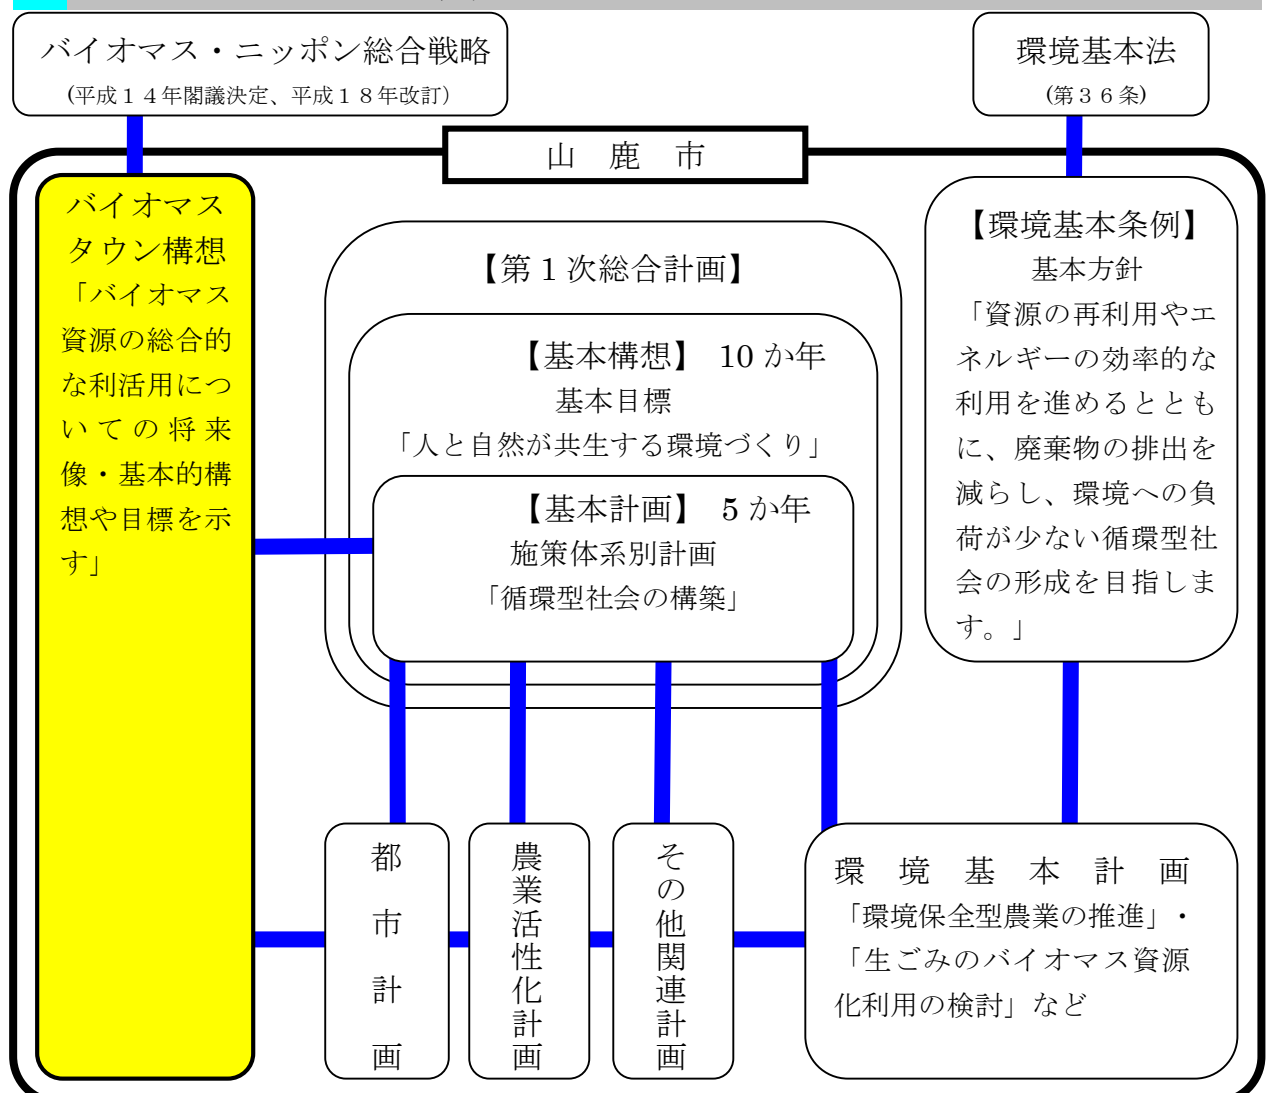 バイオマス・ニッポン総合戦略
(平成１４年閣議決定、平成１８年改訂）
環境基本法
(第３６条)
山 鹿 市
バイオマス
タウン構想
「バイオマス
資源の総合的
な利活用につ
いての将来
像・基本的構
想や目標を示
す」
【第 1 次総合計画】
【基本構想】 10 か年
基本目標
「人と自然が共生する環境づくり」
【基本計画】 5 か年
施策体系別計画
「循環型社会の構築」
【環境基本条例】
基本方針
「資源の再利用やエ
ネルギーの効率的な
利用を進めるととも
に、廃棄物の排出を
減らし、環境への負
荷が少ない循環型社
会の形成を目指しま
す。」
都市計画
農業活性化計画
その他関連計画
環 境 基 本 計 画
「環境保全型農業の推進」・
「生ごみのバイオマス資源
化利用の検討」など